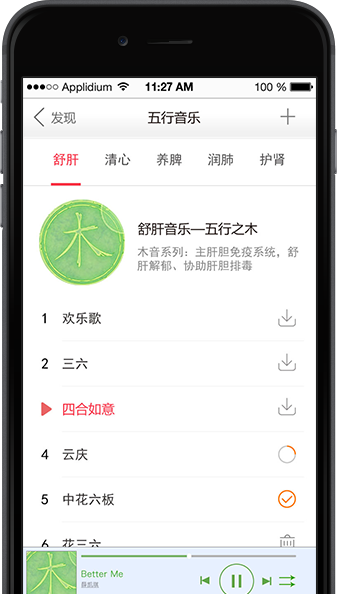 Applidium
11:27 AM
100 %
发现
五行音乐
舒肝
清心
养脾
润肺
护肾
木
舒肝音乐—五行之木
木音系列：主肝胆免疫系统，舒
肝解郁、协助肝胆排毒
1 欢乐歌
2 三六
四合如意
4 云庆
5 中花六板
6 花三六
木
Better Me